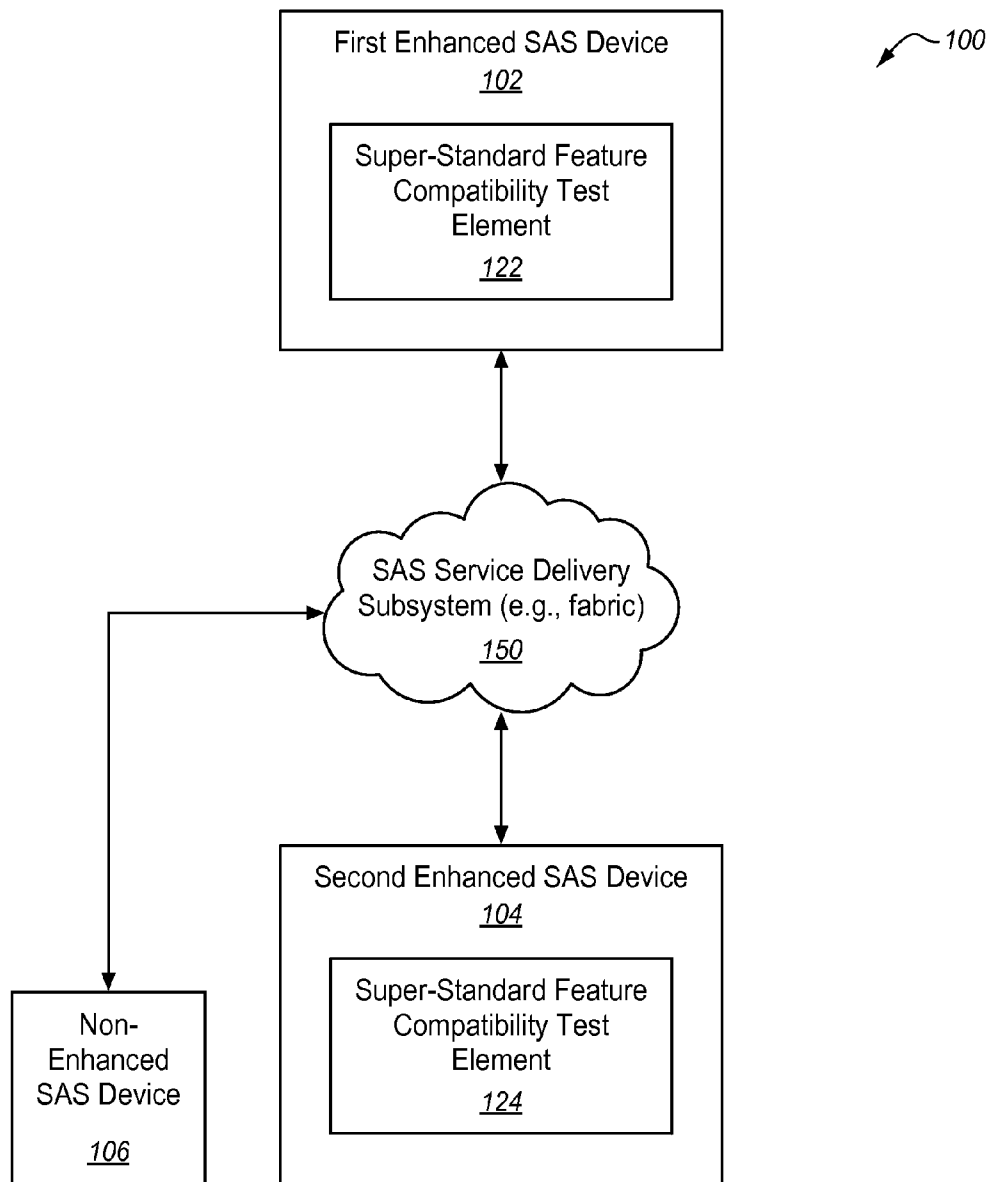 First Enhanced SAS Device
102
100
Super-Standard Feature
Compatibility Test
Element
122
SAS Service Delivery
Subsystem (e.g., fabric)
150
Second Enhanced SAS Device
104
Super-Standard Feature
Compatibility Test
Element
124
Non-
Enhanced
SAS Device
106